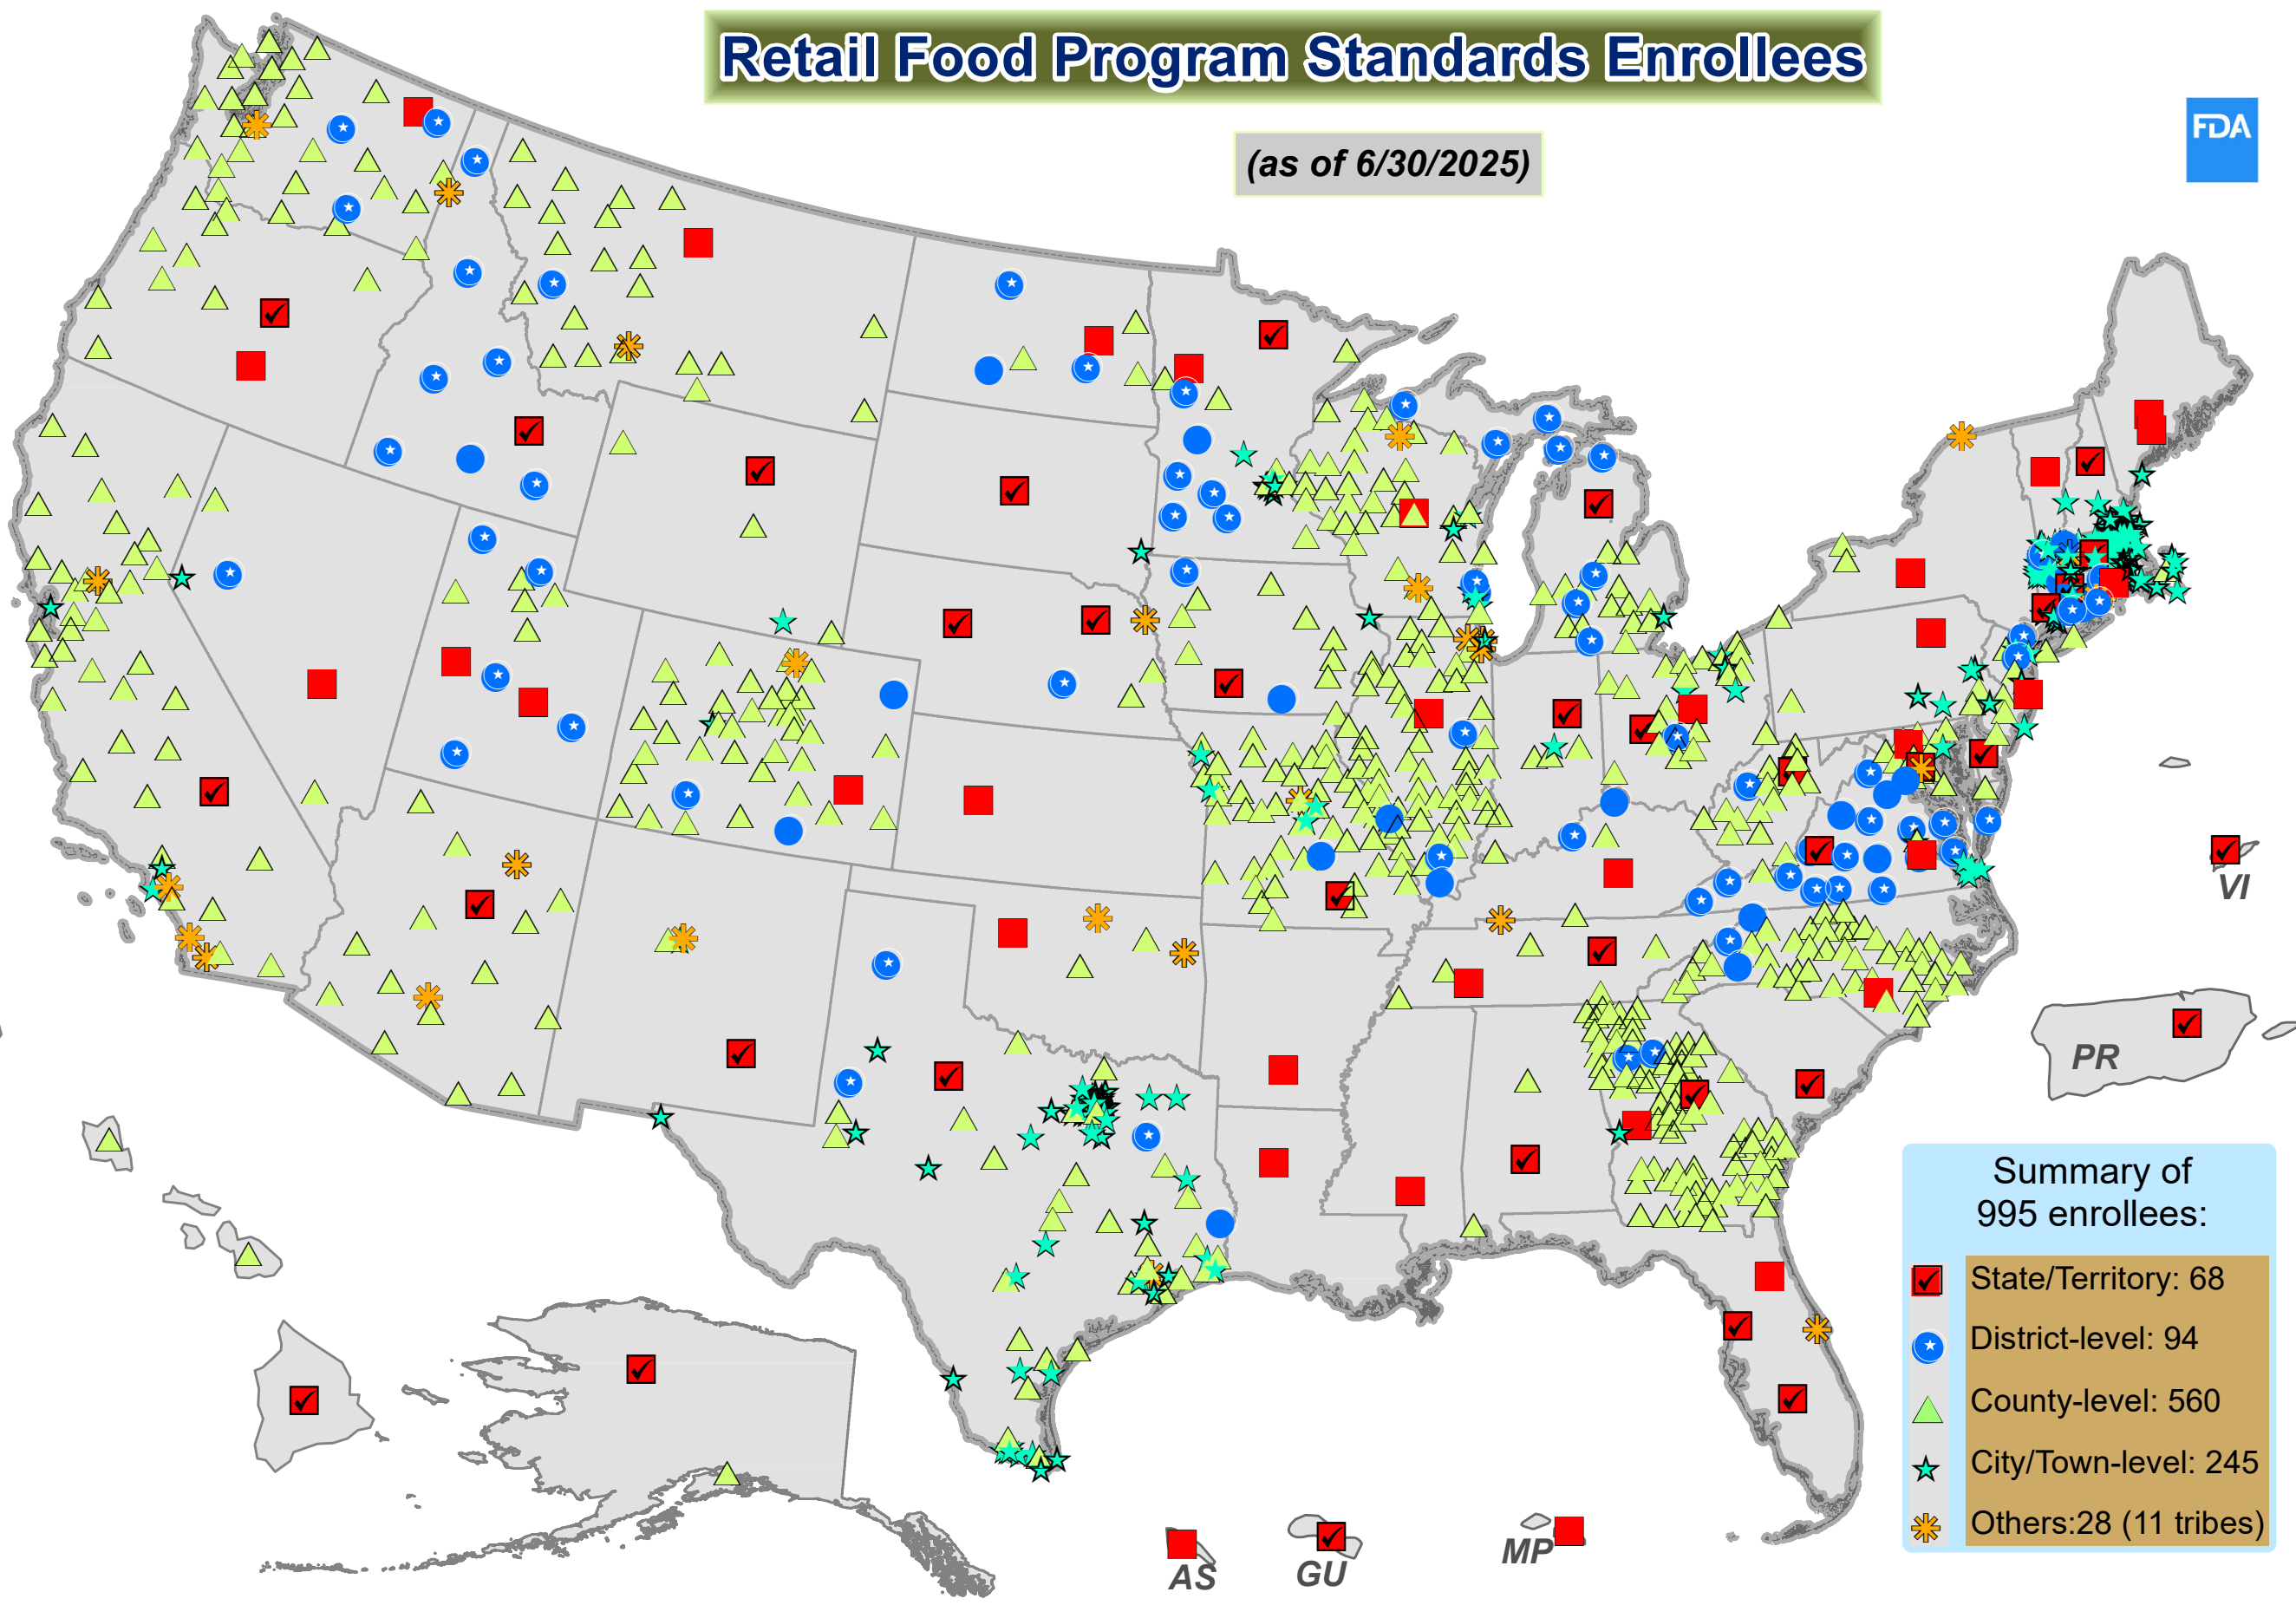 Retail Food Program Standards Enrollees
(as of 6/30/2025)
FDA
VI
PR
Summary of
995 enrollees:
State/Territory: 68
District-level: 94
County-level: 560
City/Town-level: 245
Others:28 (11 tribes)
AS
GU
MP